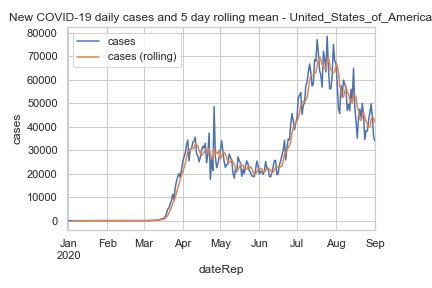 New COVID-19 daily cases and 5 day rolling mean - United_States_of_America
80000
70000
60000
50000
40000
30000
20000
10000
0
cases
cases
cases (rolling)
Jan Feb Mar Apr May Jun Jul Aug Sep
2020
dateRep